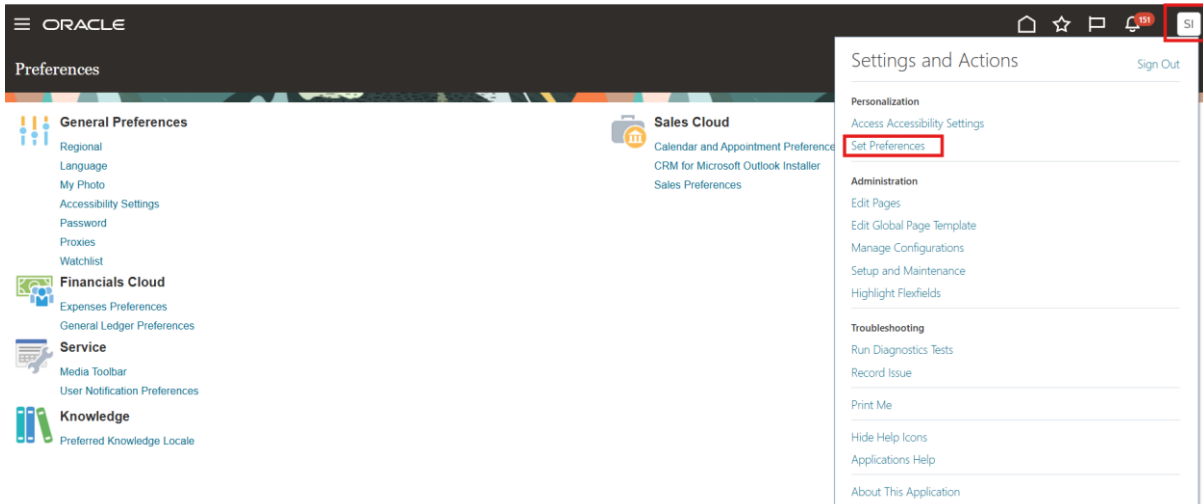 ORACLE
151
SI
Preferences
General Preferences
Regional
Language
My Photo
Accessibility Settings
Password
Proxies
Watchlist
Financials Cloud
Expenses Preferences
General Ledger Preferences
Service
Media Toolbar
User Notification Preferences
Knowledge
Preferred Knowledge Locale
Sales Cloud
Calendar and Appointment Preference
CRM for Microsoft Outlook Installer
Sales Preferences
Settings and Actions
Sign Out
Personalization
Access Accessibility Settings
Set Preferences
Administration
Edit Pages
Edit Global Page Template
Manage Configurations
Setup and Maintenance
Highlight Flexfields
Troubleshooting
Run Diagnostics Tests
Record Issue
Print Me
Hide Help Icons
Applications Help
About This Application